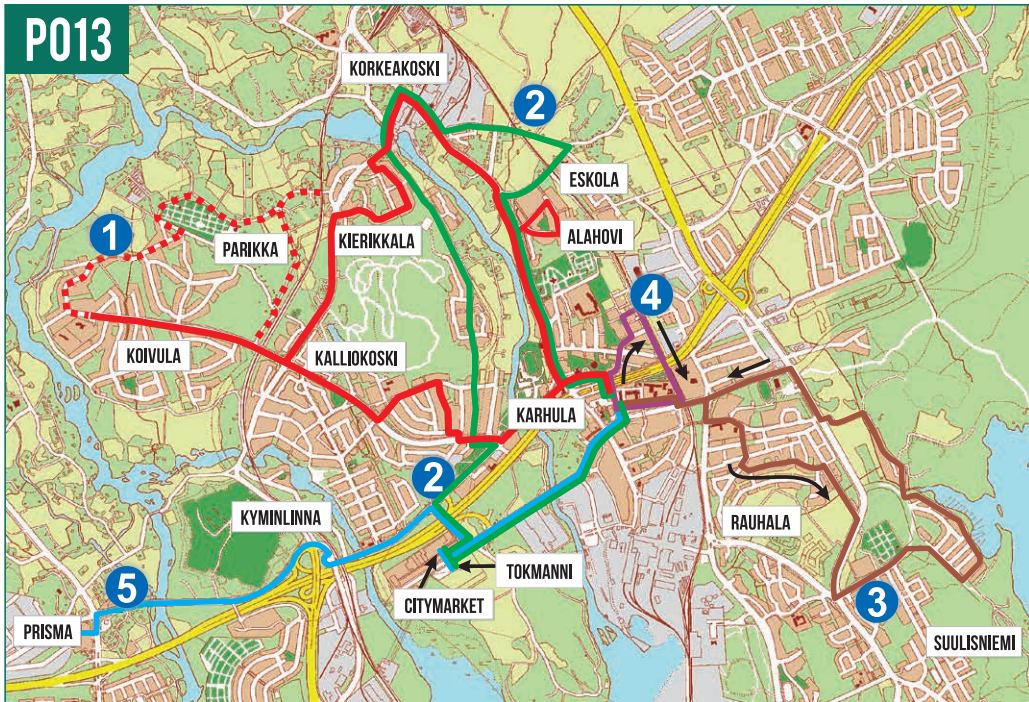 P013
KORKEAKOSKI
2
ESKOLA
1
PARIKKA
KIERIKKALA
ALAHOVI
4
KOIVULA
KALLIOKOSKI
KARHULA
2
KYMINLINNA
RAUHALA
TOKMANNI
5
CITYMARKET
3
PRISMA
SUULISNIEMI